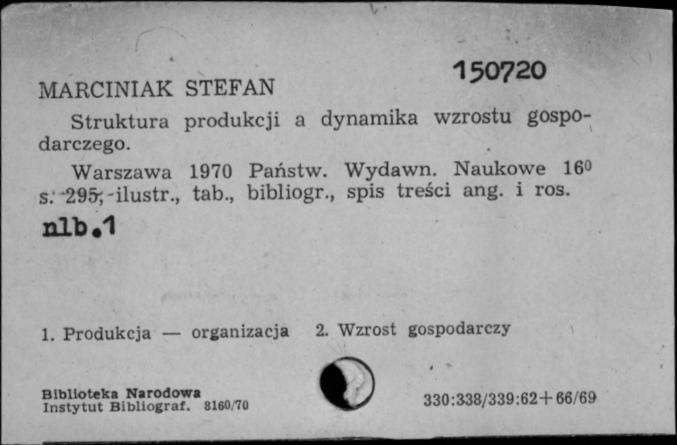 150720
MARCINIAK STEFAN
Struktura produkcji a dynamika wzrostu gospo-
darczego.
Warszawa 1970 Państw. Wydawn. Naukowe 16⁰
s. 295, ilustr., tab., bibliogr., spis treści ang. i ros.
nlb.1
1. Produkcja — organizacja 2. Wzrost gospodarczy
Biblioteka Narodowa
Instytut Bibliograf. 8160/70
330:338/339:62+66/69